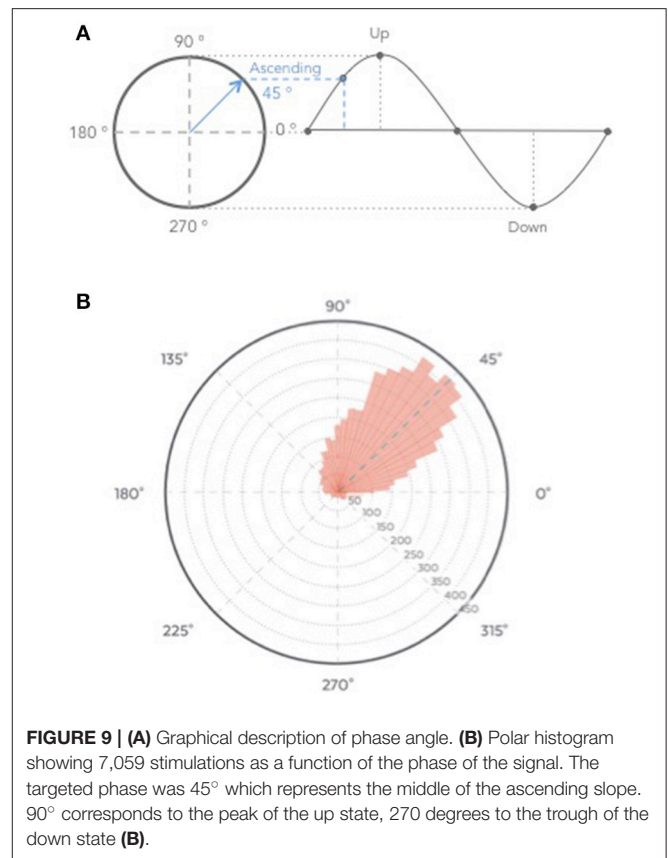 A
90 °
Up
Ascending
45 °
180 °
0 °
270 °
Down
B
90°
135°
45°
180°
0°
50
100
150
200
250
300
350
400
450
225°
315°
270°
FIGURE 9 | (A) Graphical description of phase angle. (B) Polar histogram
showing 7,059 stimulations as a function of the phase of the signal. The
targeted phase was 45° which represents the middle of the ascending slope.
90° corresponds to the peak of the up state, 270 degrees to the trough of the
down state (B).